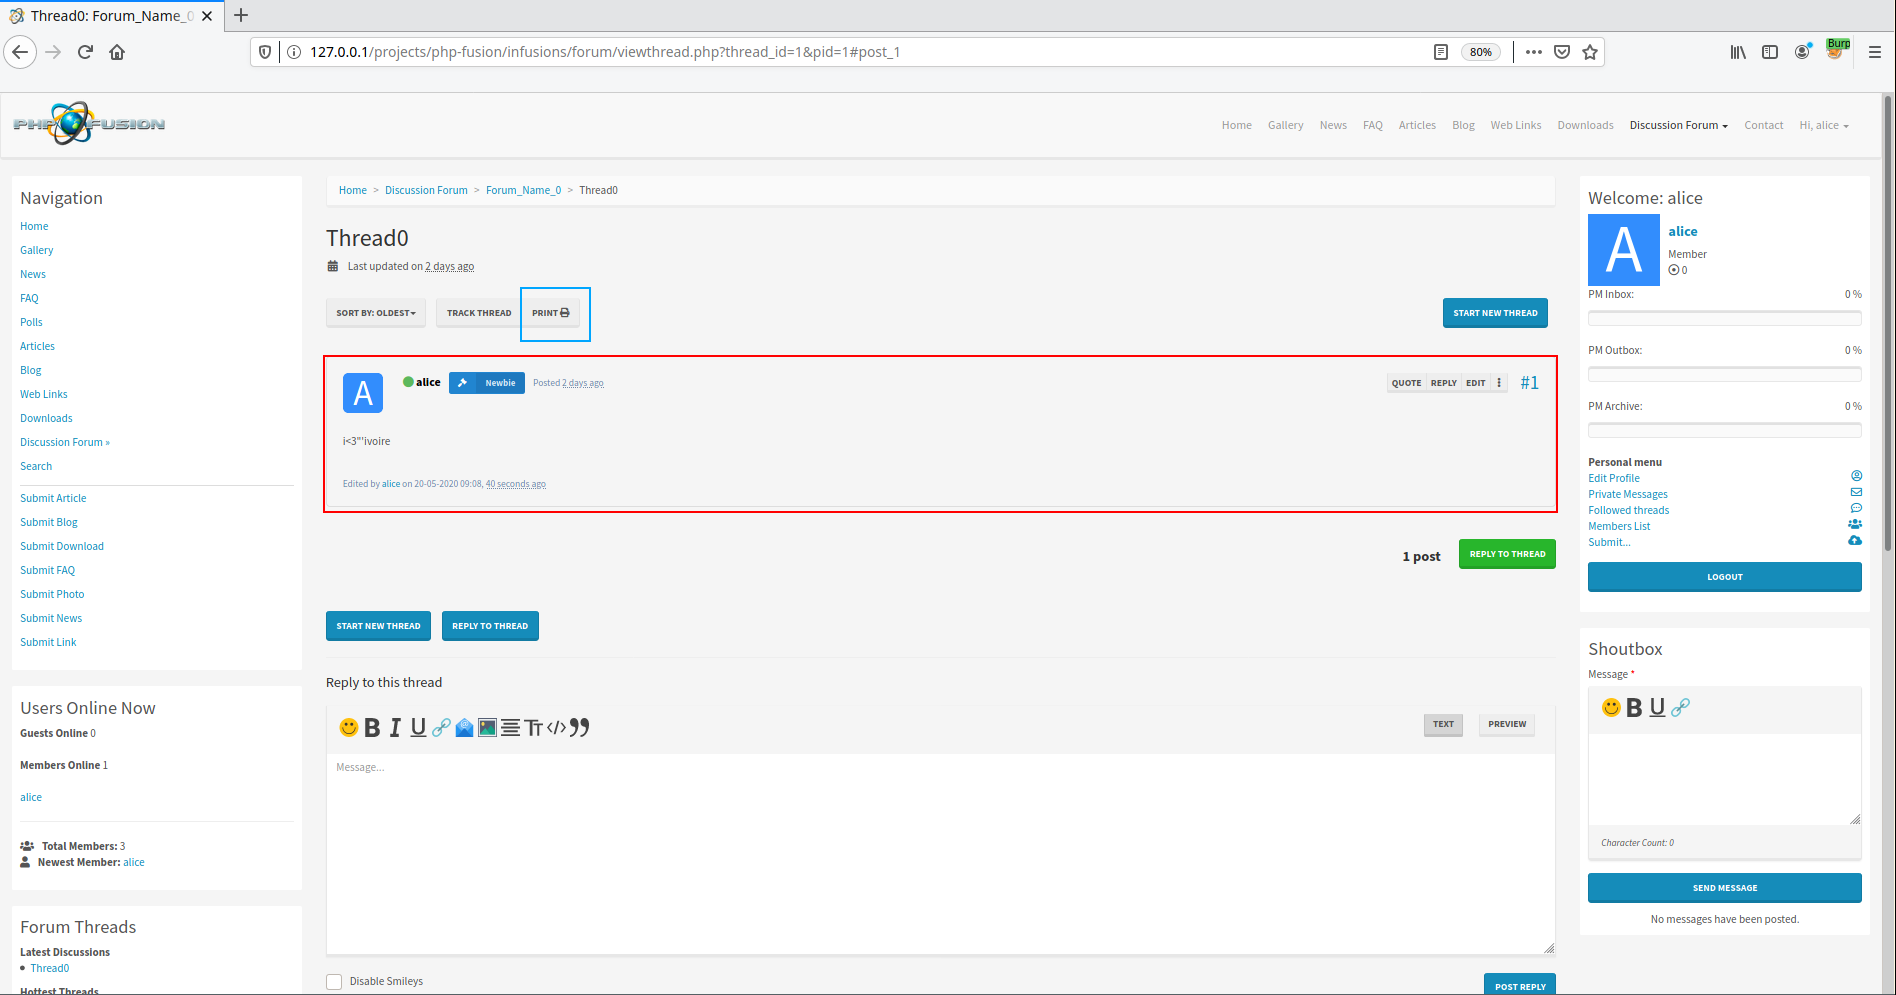 Thread0: Forum_Name_0
127.0.0.1/projects/php-fusion/infusions/forum/viewthread.php?thread_id=1&pid=1#post_1
80%
Burp
PHP FUSION
Home Gallery News FAQ Articles Blog Web Links Downloads Discussion Forum Contact Hi, alice
Navigation
Home
Gallery
News
FAQ
Polls
Articles
Blog
Web Links
Downloads
Discussion Forum »
Search
Submit Article
Submit Blog
Submit Download
Submit FAQ
Submit Photo
Submit News
Submit Link
Users Online Now
Guests Online 0
Members Online 1
alice
Total Members: 3
Newest Member: alice
Forum Threads
Latest Discussions
Thread0
Hottest Threads
Home > Discussion Forum > Forum_Name_0 > Thread0
Thread0
Last updated on 2 days ago
SORT BY: OLDEST TRACK THREAD PRINT START NEW THREAD
A alice Newbie Posted 2 days ago QUOTE REPLY EDIT #1
i<3"'ivoire
Edited by alice on 20-05-2020 09:08, 40 seconds ago
1 post REPLY TO THREAD
START NEW THREAD REPLY TO THREAD
Reply to this thread
B I U TT </> TEXT PREVIEW
Message...
Disable Smileys
POST REPLY
Welcome: alice
A
alice
Member
0
PM Inbox: 0 %
PM Outbox: 0 %
PM Archive: 0 %
Personal menu
Edit Profile
Private Messages
Followed threads
Members List
Submit...
LOGOUT
Shoutbox
Message *
B U
Character Count: 0
SEND MESSAGE
No messages have been posted.